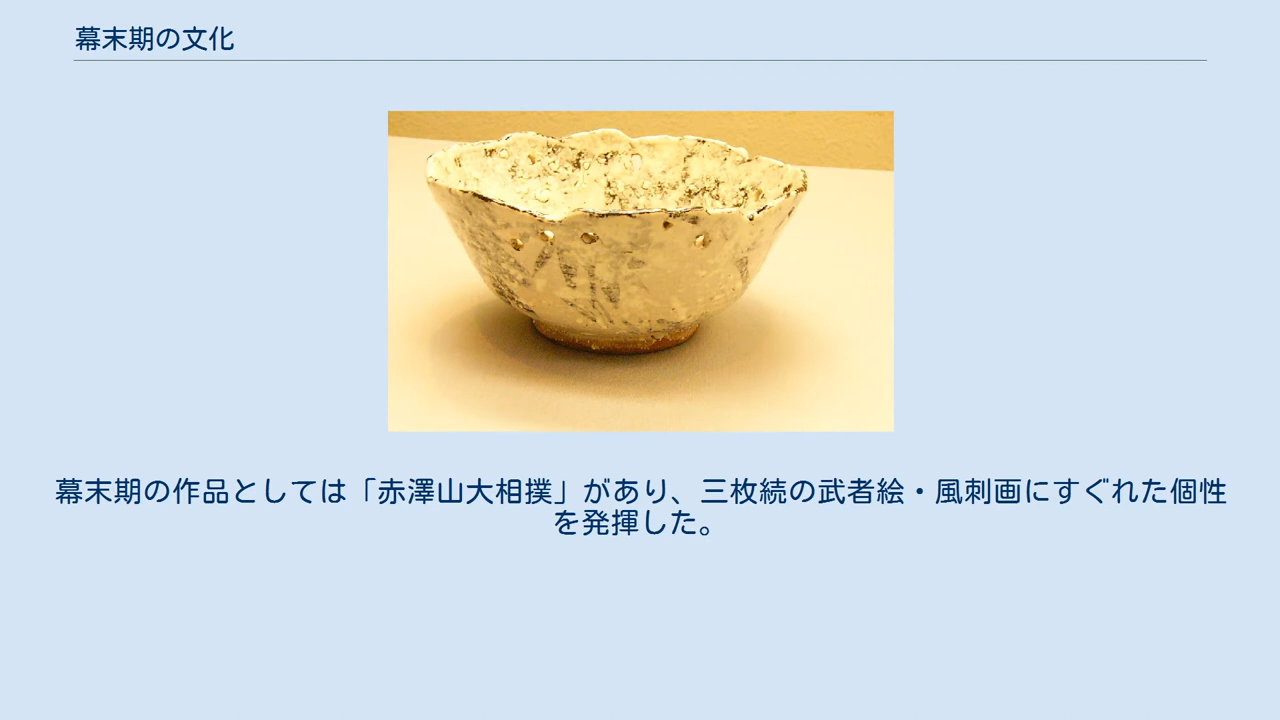 幕末期の文化
幕末期の作品としては「赤澤山大相撲」があり、三枚続の武者絵・風刺画にすぐれた個性
を発揮した。